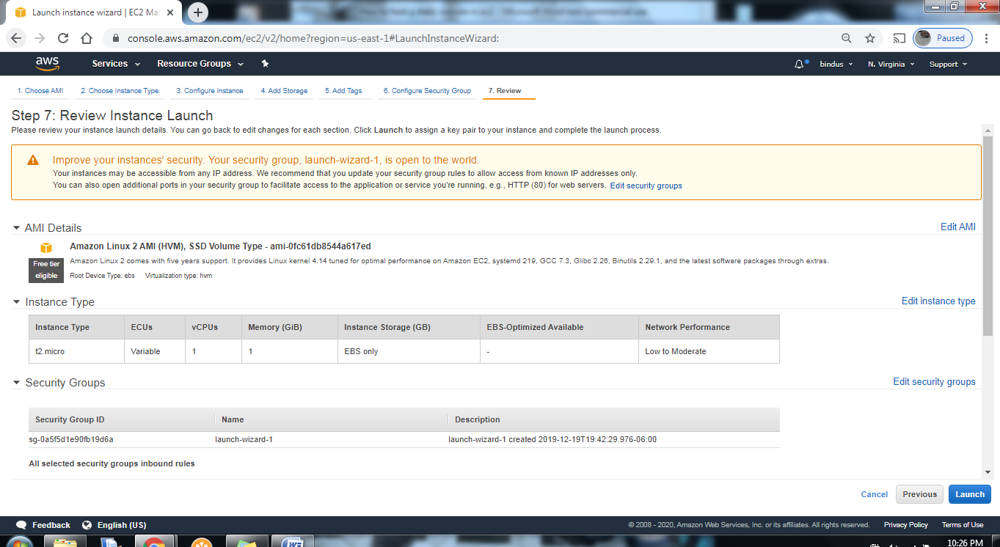 Launch instance wizard | EC2 Ma
console.aws.amazon.com/ec2/v2/home?region=us-east-1#LaunchInstanceWizard:
Paused
aws Services Resource Groups bindus N. Virginia Support
1. Choose AMI 2. Choose Instance Type 3. Configure Instance 4. Add Storage 5. Add Tags 6. Configure Security Group 7. Review
Step 7: Review Instance Launch
Please review your instance launch details. You can go back to edit changes for each section. Click Launch to assign a key pair to your instance and complete the launch process.
Improve your instances' security. Your security group, launch-wizard-1, is open to the world.
Your instances may be accessible from any IP address. We recommend that you update your security group rules to allow access from known IP addresses only.
You can also open additional ports in your security group to facilitate access to the application or service you're running, e.g., HTTP (80) for web servers. Edit security groups
AMI Details Edit AMI
Amazon Linux 2 AMI (HVM), SSD Volume Type - ami-0fc61db8544a617ed
Free tier eligible
Amazon Linux 2 comes with five years support. It provides Linux kernel 4.14 tuned for optimal performance on Amazon EC2, systemd 219, GCC 7.3, Glibc 2.26, Binutils 2.29.1, and the latest software packages through extras.
Root Device Type: ebs Virtualization type: hvm
Instance Type Edit instance type
Instance Type ECUs vCPUs Memory (GiB) Instance Storage (GB) EBS-Optimized Available Network Performance
t2.micro Variable 1 1 EBS only - Low to Moderate
Security Groups Edit security groups
Security Group ID Name Description
sg-0a5f5d1e90fb19d6a launch-wizard-1 launch-wizard-1 created 2019-12-19T19:42:29.976-06:00
All selected security groups inbound rules
Cancel Previous Launch
Feedback English (US) © 2008 - 2020, Amazon Web Services, Inc. or its affiliates. All rights reserved. Privacy Policy Terms of Use
10:26 PM